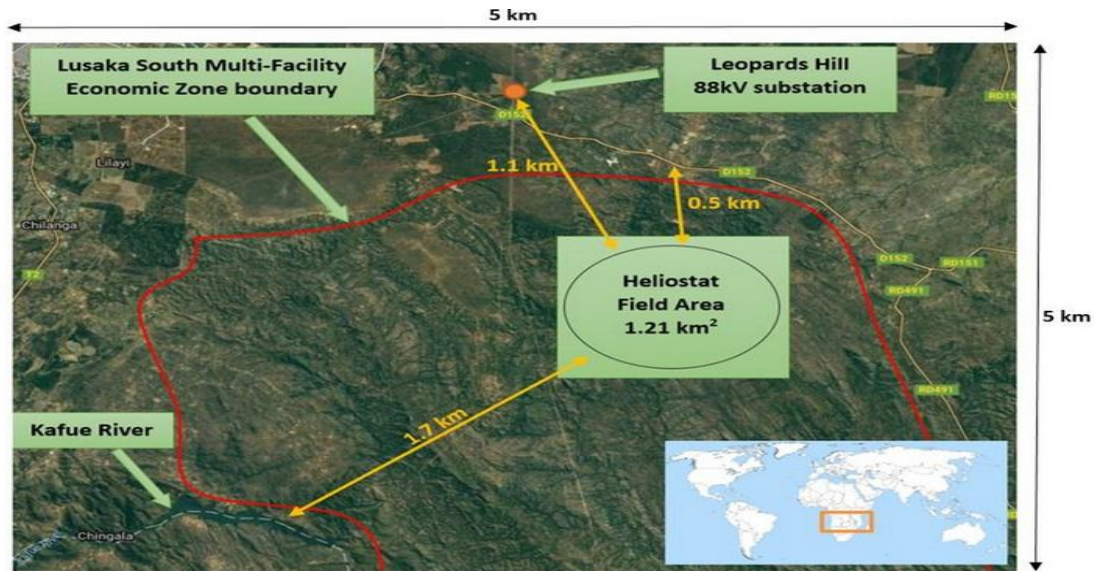 5 km
Lusaka South Multi-Facility
Economic Zone boundary
Leopards Hill
88kV substation
D152
RD15
1.1 km
Lilayi
D152
0.5 km
Chilanga
D152
RD151
T2
Heliostat
Field Area
1.21 km²
RD491
5 km
RD491
1.7 km
Kafue River
Chingala